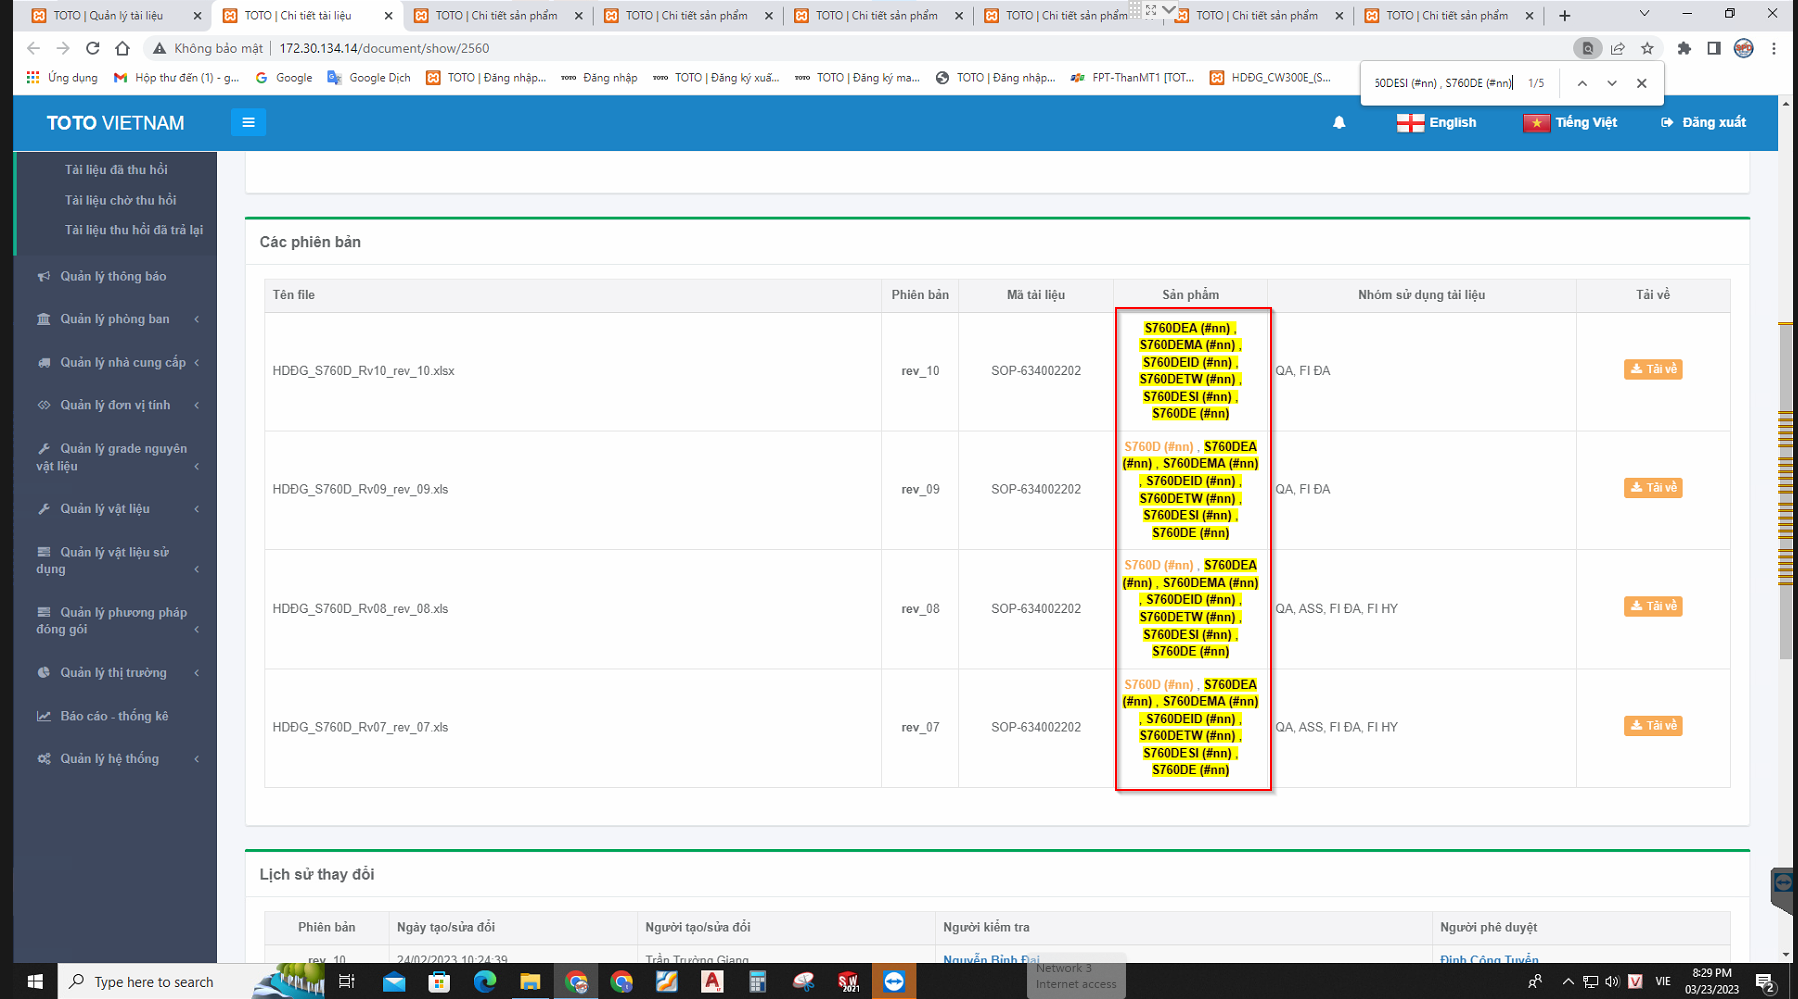 TOTO | Quản lý tài liệu
TOTO | Chi tiết tài liệu
TOTO | Chi tiết sản phẩm
TOTO | Chi tiết sản phẩm
TOTO | Chi tiết sản phẩm
TOTO | Chi tiết sản phẩm
TOTO | Chi tiết sản phẩm
TOTO | Chi tiết sản phẩm
Không bảo mật | 172.30.134.14/document/show/2560
Ứng dụng
Hộp thư đến (1) - g...
Google
Google Dịch
TOTO | Đăng nhập...
TOTO Đăng nhập
TOTO TOTO | Đăng ký xuấ...
TOTO TOTO | Đăng ký ma...
TOTO | Đăng nhập...
FPT-ThanMT1 [TOT...
HDĐG_CW300E_(S...
60DESI (#nn) , S760DE (#nn) 1/5
TOTO VIETNAM
English
Tiếng Việt
Đăng xuất
Tài liệu đã thu hồi
Tài liệu chờ thu hồi
Tài liệu thu hồi đã trả lại
Quản lý thông báo
Quản lý phòng ban
Quản lý nhà cung cấp
Quản lý đơn vị tính
Quản lý grade nguyên
vật liệu
Quản lý vật liệu
Quản lý vật liệu sử
dụng
Quản lý phương pháp
đóng gói
Quản lý thị trường
Báo cáo - thống kê
Quản lý hệ thống
Các phiên bản
Tên file Phiên bản Mã tài liệu Sản phẩm Nhóm sử dụng tài liệu Tải về
HDĐG_S760D_Rv10_rev_10.xlsx rev_10 SOP-634002202
S760DEA (#nn) ,
S760DEMA (#nn) ,
S760DEID (#nn) ,
S760DETW (#nn) ,
S760DESI (#nn) ,
S760DE (#nn)
QA, FI ĐA
Tải về
HDĐG_S760D_Rv09_rev_09.xls rev_09 SOP-634002202
S760D (#nn) , S760DEA
(#nn) , S760DEMA (#nn)
, S760DEID (#nn) ,
S760DETW (#nn) ,
S760DESI (#nn) ,
S760DE (#nn)
QA, FI ĐA
Tải về
HDĐG_S760D_Rv08_rev_08.xls rev_08 SOP-634002202
S760D (#nn) , S760DEA
(#nn) , S760DEMA (#nn)
, S760DEID (#nn) ,
S760DETW (#nn) ,
S760DESI (#nn) ,
S760DE (#nn)
QA, ASS, FI ĐA, FI HY
Tải về
HDĐG_S760D_Rv07_rev_07.xls rev_07 SOP-634002202
S760D (#nn) , S760DEA
(#nn) , S760DEMA (#nn)
, S760DEID (#nn) ,
S760DETW (#nn) ,
S760DESI (#nn) ,
S760DE (#nn)
QA, ASS, FI ĐA, FI HY
Tải về
Lịch sử thay đổi
Phiên bản Ngày tạo/sửa đổi Người tạo/sửa đổi Người kiểm tra Người phê duyệt
rev_10 24/02/2023 10:24:39 Trần Trường Giang Nguyễn Bỉnh Đại Đinh Công Tuyển
Network 3
Internet access
Type here to search
SW
2021
VIE
8:29 PM
03/23/2023
2